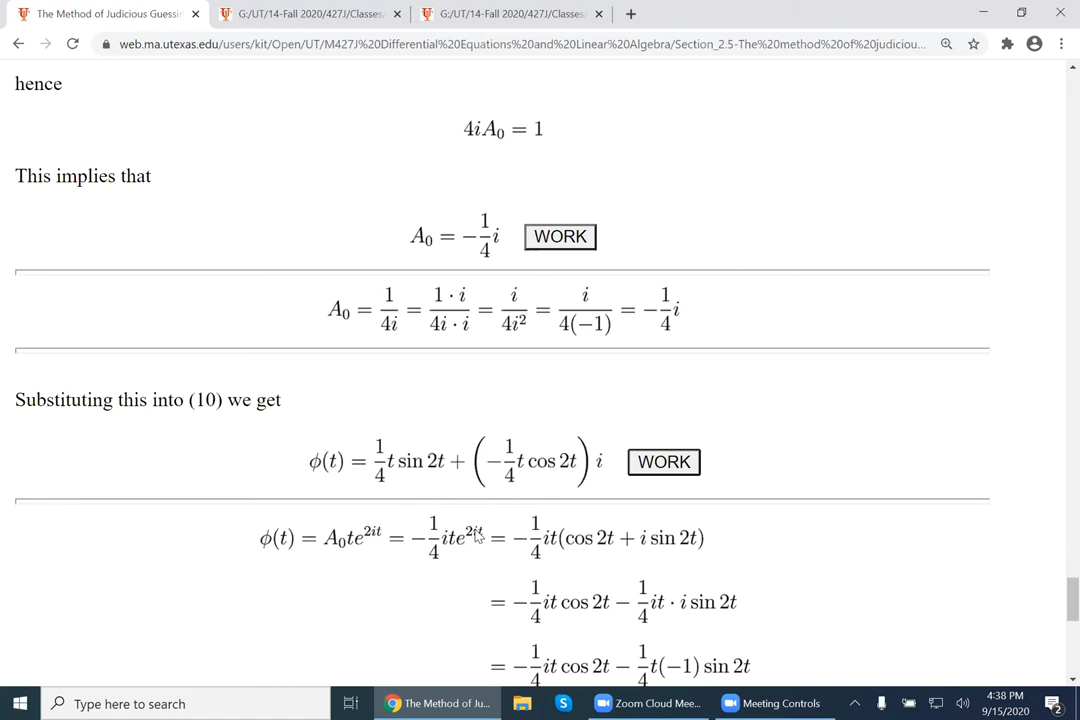 The Method of Judicious Guessin
G:/UT/14-Fall 2020/427J/Classes
G:/UT/14-Fall 2020/427J/Classes
web.ma.utexas.edu/users/kit/Open/UT/M427J%20Differential%20Equations%20and%20Linear%20Algebra/Section_2.5-The%20method%20of%20judiciou...
hence
4iA₀ = 1
This implies that
A₀ = −1/4 i WORK
A₀ = 1/4i = 1 · i/4i · i = i/4i² = i/4(−1) = −1/4 i
Substituting this into (10) we get
ϕ(t) = 1/4 t sin 2t + (−1/4 t cos 2t) i WORK
ϕ(t) = A₀te^{2it} = −1/4 ite^{2it} = −1/4 it(cos 2t + i sin 2t)
= −1/4 it cos 2t − 1/4 it · i sin 2t
= −1/4 it cos 2t − 1/4 t(−1) sin 2t
Type here to search
The Method of Ju...
Zoom Cloud Mee...
Meeting Controls
4:38 PM
9/15/2020
2